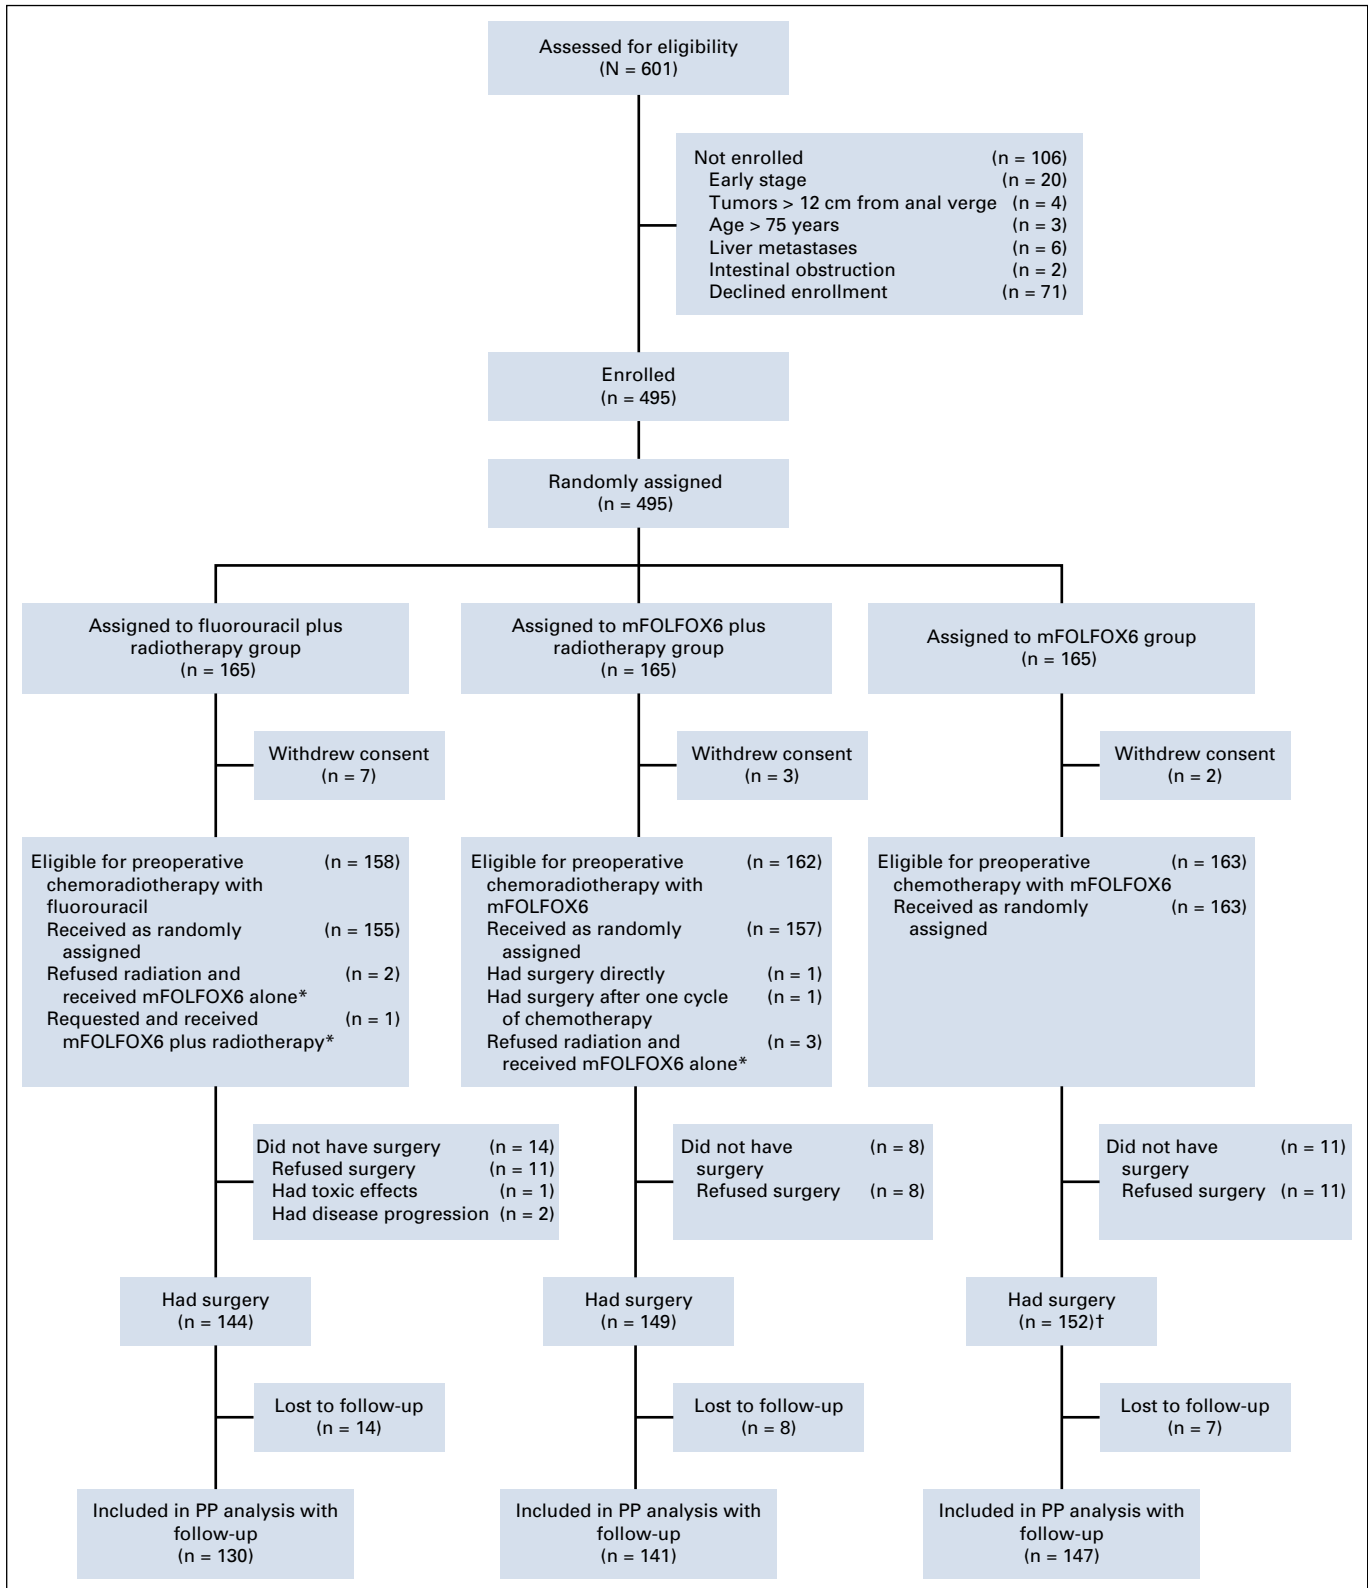 Assessed for eligibility
(N = 601)
Not enrolled (n = 106)
Early stage (n = 20)
Tumors > 12 cm from anal verge (n = 4)
Age > 75 years (n = 3)
Liver metastases (n = 6)
Intestinal obstruction (n = 2)
Declined enrollment (n = 71)
Enrolled
(n = 495)
Randomly assigned
(n = 495)
Assigned to fluorouracil plus
radiotherapy group
(n = 165)
Assigned to mFOLFOX6 plus
radiotherapy group
(n = 165)
Assigned to mFOLFOX6 group
(n = 165)
Withdrew consent
(n = 7)
Withdrew consent
(n = 3)
Withdrew consent
(n = 2)
Eligible for preoperative (n = 158)
chemoradiotherapy with
fluorouracil
Received as randomly (n = 155)
assigned
Refused radiation and (n = 2)
received mFOLFOX6 alone*
Requested and received (n = 1)
mFOLFOX6 plus radiotherapy*
Eligible for preoperative (n = 162)
chemoradiotherapy with
mFOLFOX6
Received as randomly (n = 157)
assigned
Had surgery directly (n = 1)
Had surgery after one cycle (n = 1)
of chemotherapy
Refused radiation and (n = 3)
received mFOLFOX6 alone*
Eligible for preoperative (n = 163)
chemotherapy with mFOLFOX6
Received as randomly (n = 163)
assigned
Did not have surgery (n = 14)
Refused surgery (n = 11)
Had toxic effects (n = 1)
Had disease progression (n = 2)
Did not have (n = 8)
surgery
Refused surgery (n = 8)
Did not have (n = 11)
surgery
Refused surgery (n = 11)
Had surgery
(n = 144)
Had surgery
(n = 149)
Had surgery
(n = 152)†
Lost to follow-up
(n = 14)
Lost to follow-up
(n = 8)
Lost to follow-up
(n = 7)
Included in PP analysis with
follow-up
(n = 130)
Included in PP analysis with
follow-up
(n = 141)
Included in PP analysis with
follow-up
(n = 147)